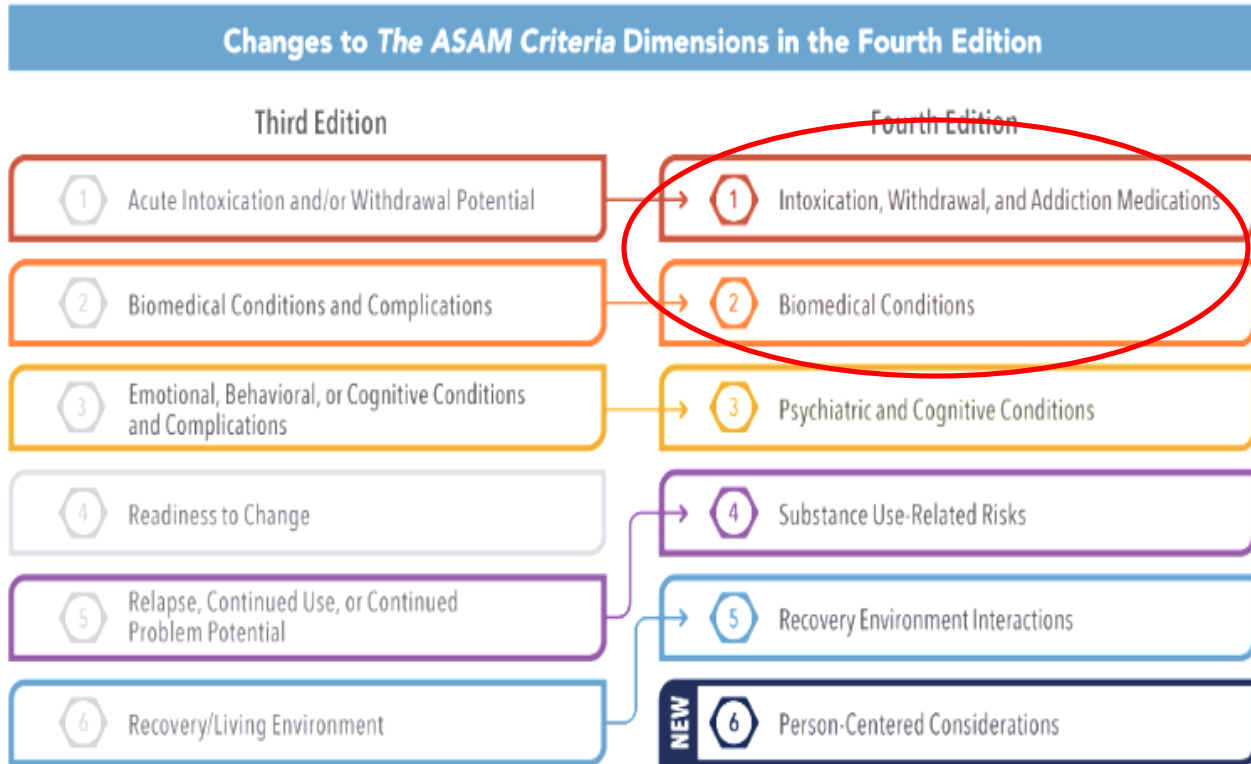 Changes to The ASAM Criteria Dimensions in the Fourth Edition
Third Edition
Fourth Edition
1 Acute Intoxication and/or Withdrawal Potential
1 Intoxication, Withdrawal, and Addiction Medications
2 Biomedical Conditions and Complications
2 Biomedical Conditions
3 Emotional, Behavioral, or Cognitive Conditions
and Complications
3 Psychiatric and Cognitive Conditions
4 Readiness to Change
4 Substance Use-Related Risks
5 Relapse, Continued Use, or Continued
Problem Potential
5 Recovery Environment Interactions
6 Recovery/Living Environment
NEW
6 Person-Centered Considerations